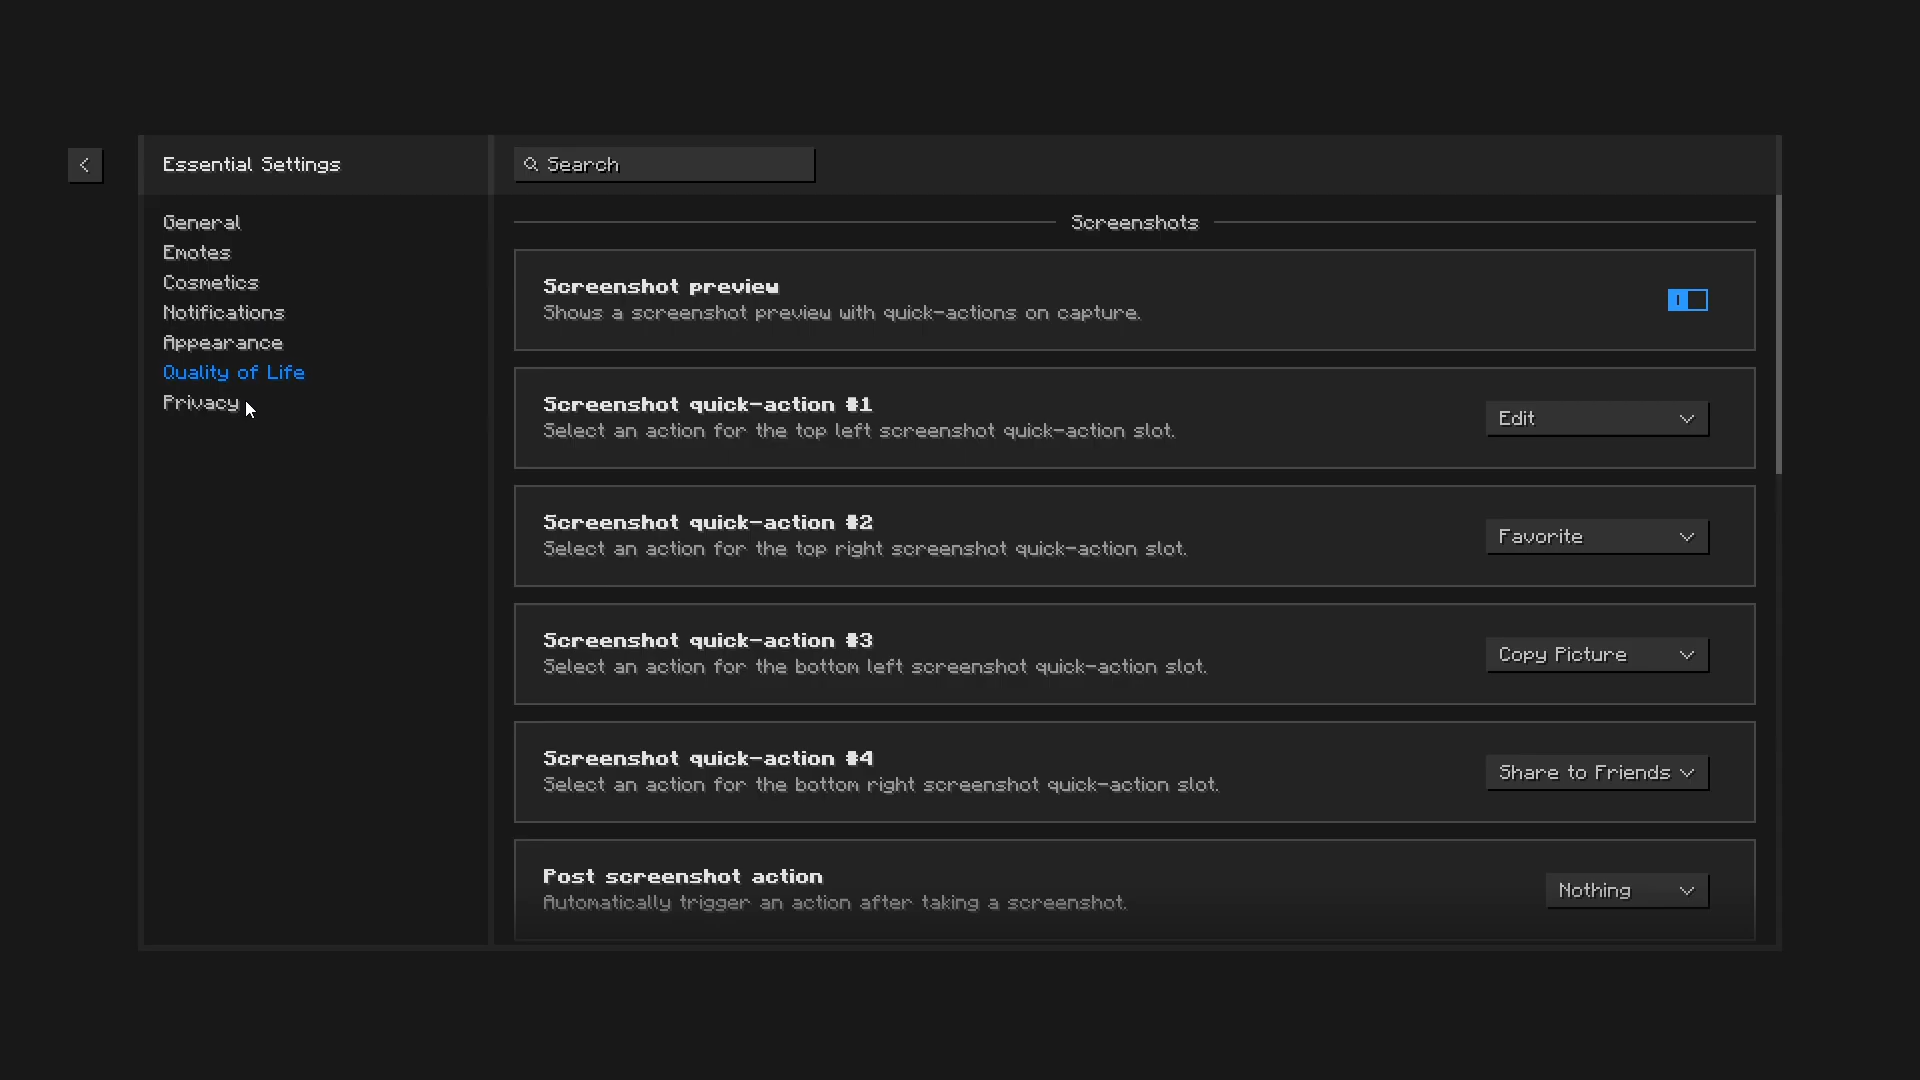 Essential Settings
Search
General
Emotes
Cosmetics
Notifications
Appearance
Quality of Life
Privacy
Screenshots
Screenshot preview
Shows a screenshot preview with quick-actions on capture.
Screenshot quick-action #1
Select an action for the top left screenshot quick-action slot.
Edit
Screenshot quick-action #2
Select an action for the top right screenshot quick-action slot.
Favorite
Screenshot quick-action #3
Select an action for the bottom left screenshot quick-action slot.
Copy Picture
Screenshot quick-action #4
Select an action for the bottom right screenshot quick-action slot.
Share to Friends
Post screenshot action
Automatically trigger an action after taking a screenshot.
Nothing